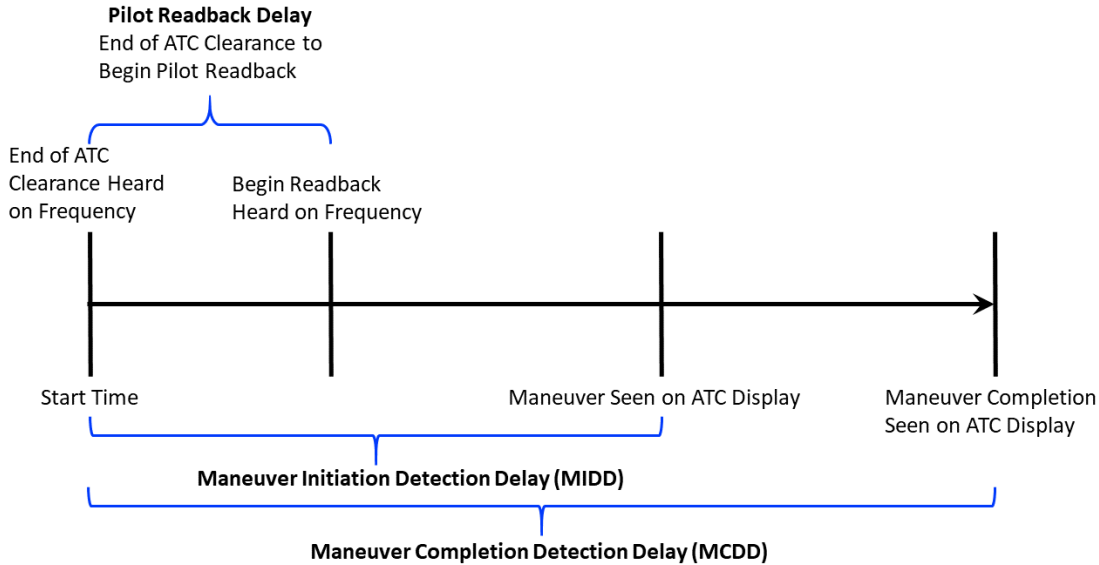 Pilot Readback Delay
End of ATC Clearance to
Begin Pilot Readback
End of ATC
Clearance Heard
on Frequency
Begin Readback
Heard on Frequency
Start Time
Maneuver Seen on ATC Display
Maneuver Completion
Seen on ATC Display
Maneuver Initiation Detection Delay (MIDD)
Maneuver Completion Detection Delay (MCDD)